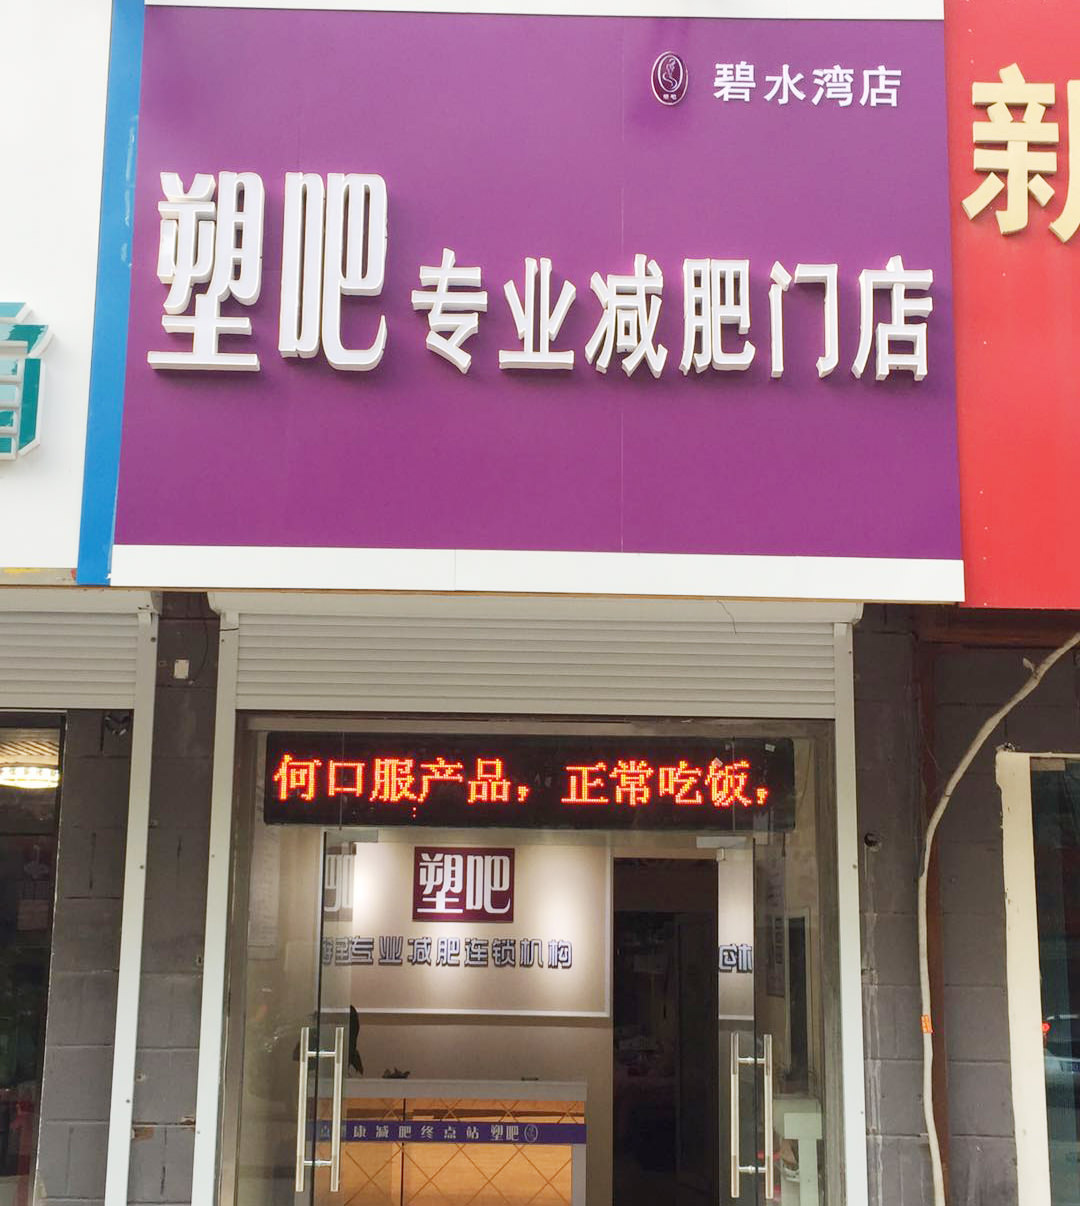 碧水湾店
塑吧 专业减肥门店
新
何口服产品，正常吃饭，
塑吧
专业减肥连锁机构
康减肥终点站 塑吧